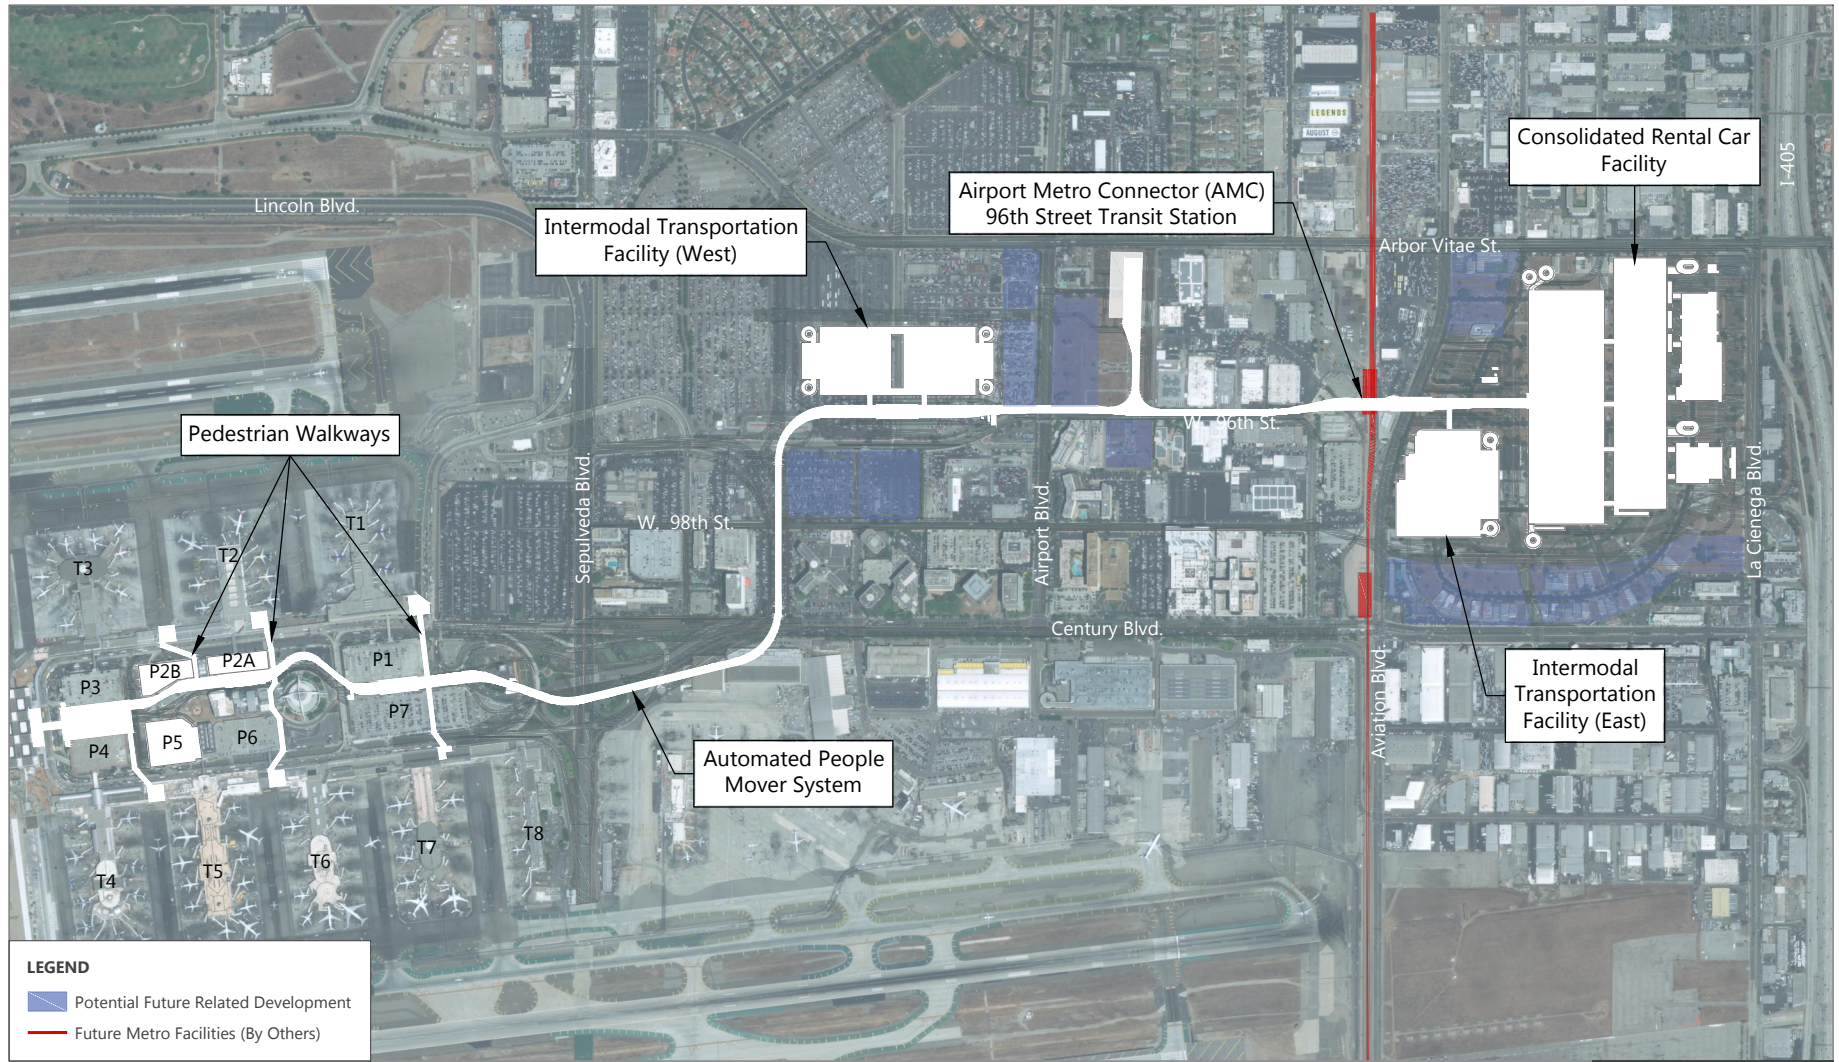 LEGENDS
AUGUST
Consolidated Rental Car
Facility
I-405
Airport Metro Connector (AMC)
96th Street Transit Station
Lincoln Blvd.
Intermodal Transportation
Facility (West)
Arbor Vitae St.
Pedestrian Walkways
W. 96th St.
Sepulveda Blvd.
Airport Blvd.
La Cienega Blvd.
W. 98th St.
T1
T2
T3
Century Blvd.
P1
P2A
P2B
P3
Intermodal
Transportation
Facility (East)
Aviation Blvd.
P7
P6
P5
P4
Automated People
Mover System
T8
T7
T6
T5
T4
LEGEND
Potential Future Related Development
Future Metro Facilities (By Others)